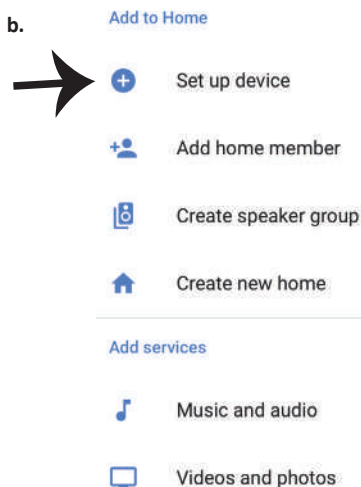 b.
Add to Home
Set up device
Add home member
Create speaker group
Create new home
Add services
Music and audio
Videos and photos